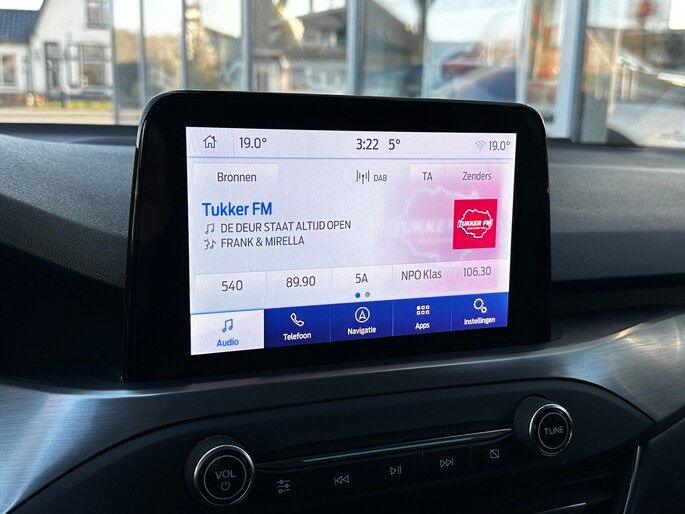 19.0° 3:22 5° 19.0°
Bronnen DAB TA Zenders
Tukker FM
DE DEUR STAAT ALTIJD OPEN
FRANK & MIRELLA
TUKKER FM
540 89.90 5A NPO Klas 106.30
Audio Telefoon Navigatie Apps Instellingen
VOL TUNE